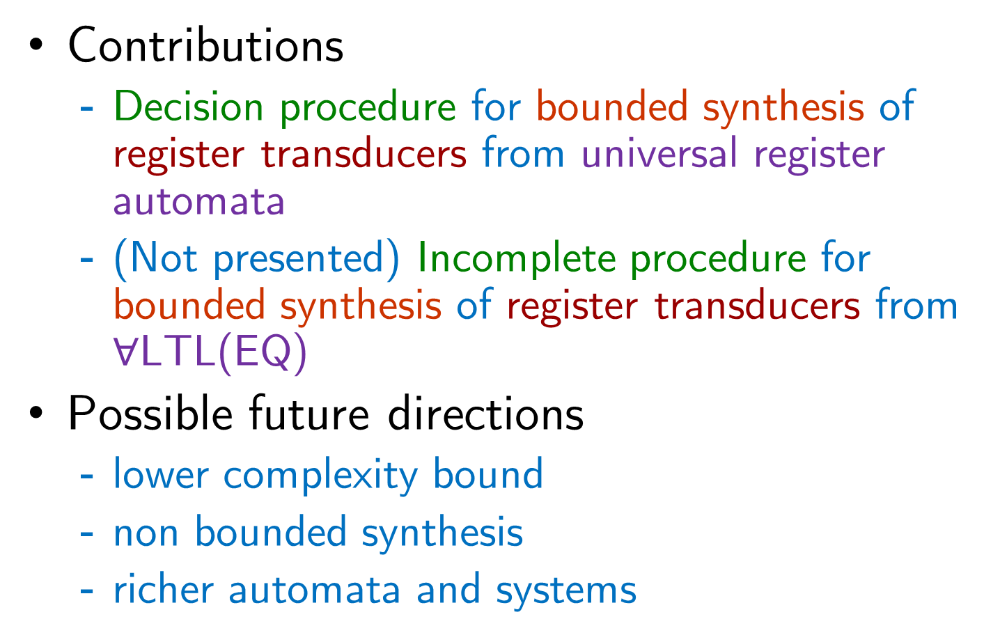 • Contributions
- Decision procedure for bounded synthesis of
register transducers from universal register
automata
- (Not presented) Incomplete procedure for
bounded synthesis of register transducers from
∀LTL(EQ)
• Possible future directions
- lower complexity bound
- non bounded synthesis
- richer automata and systems